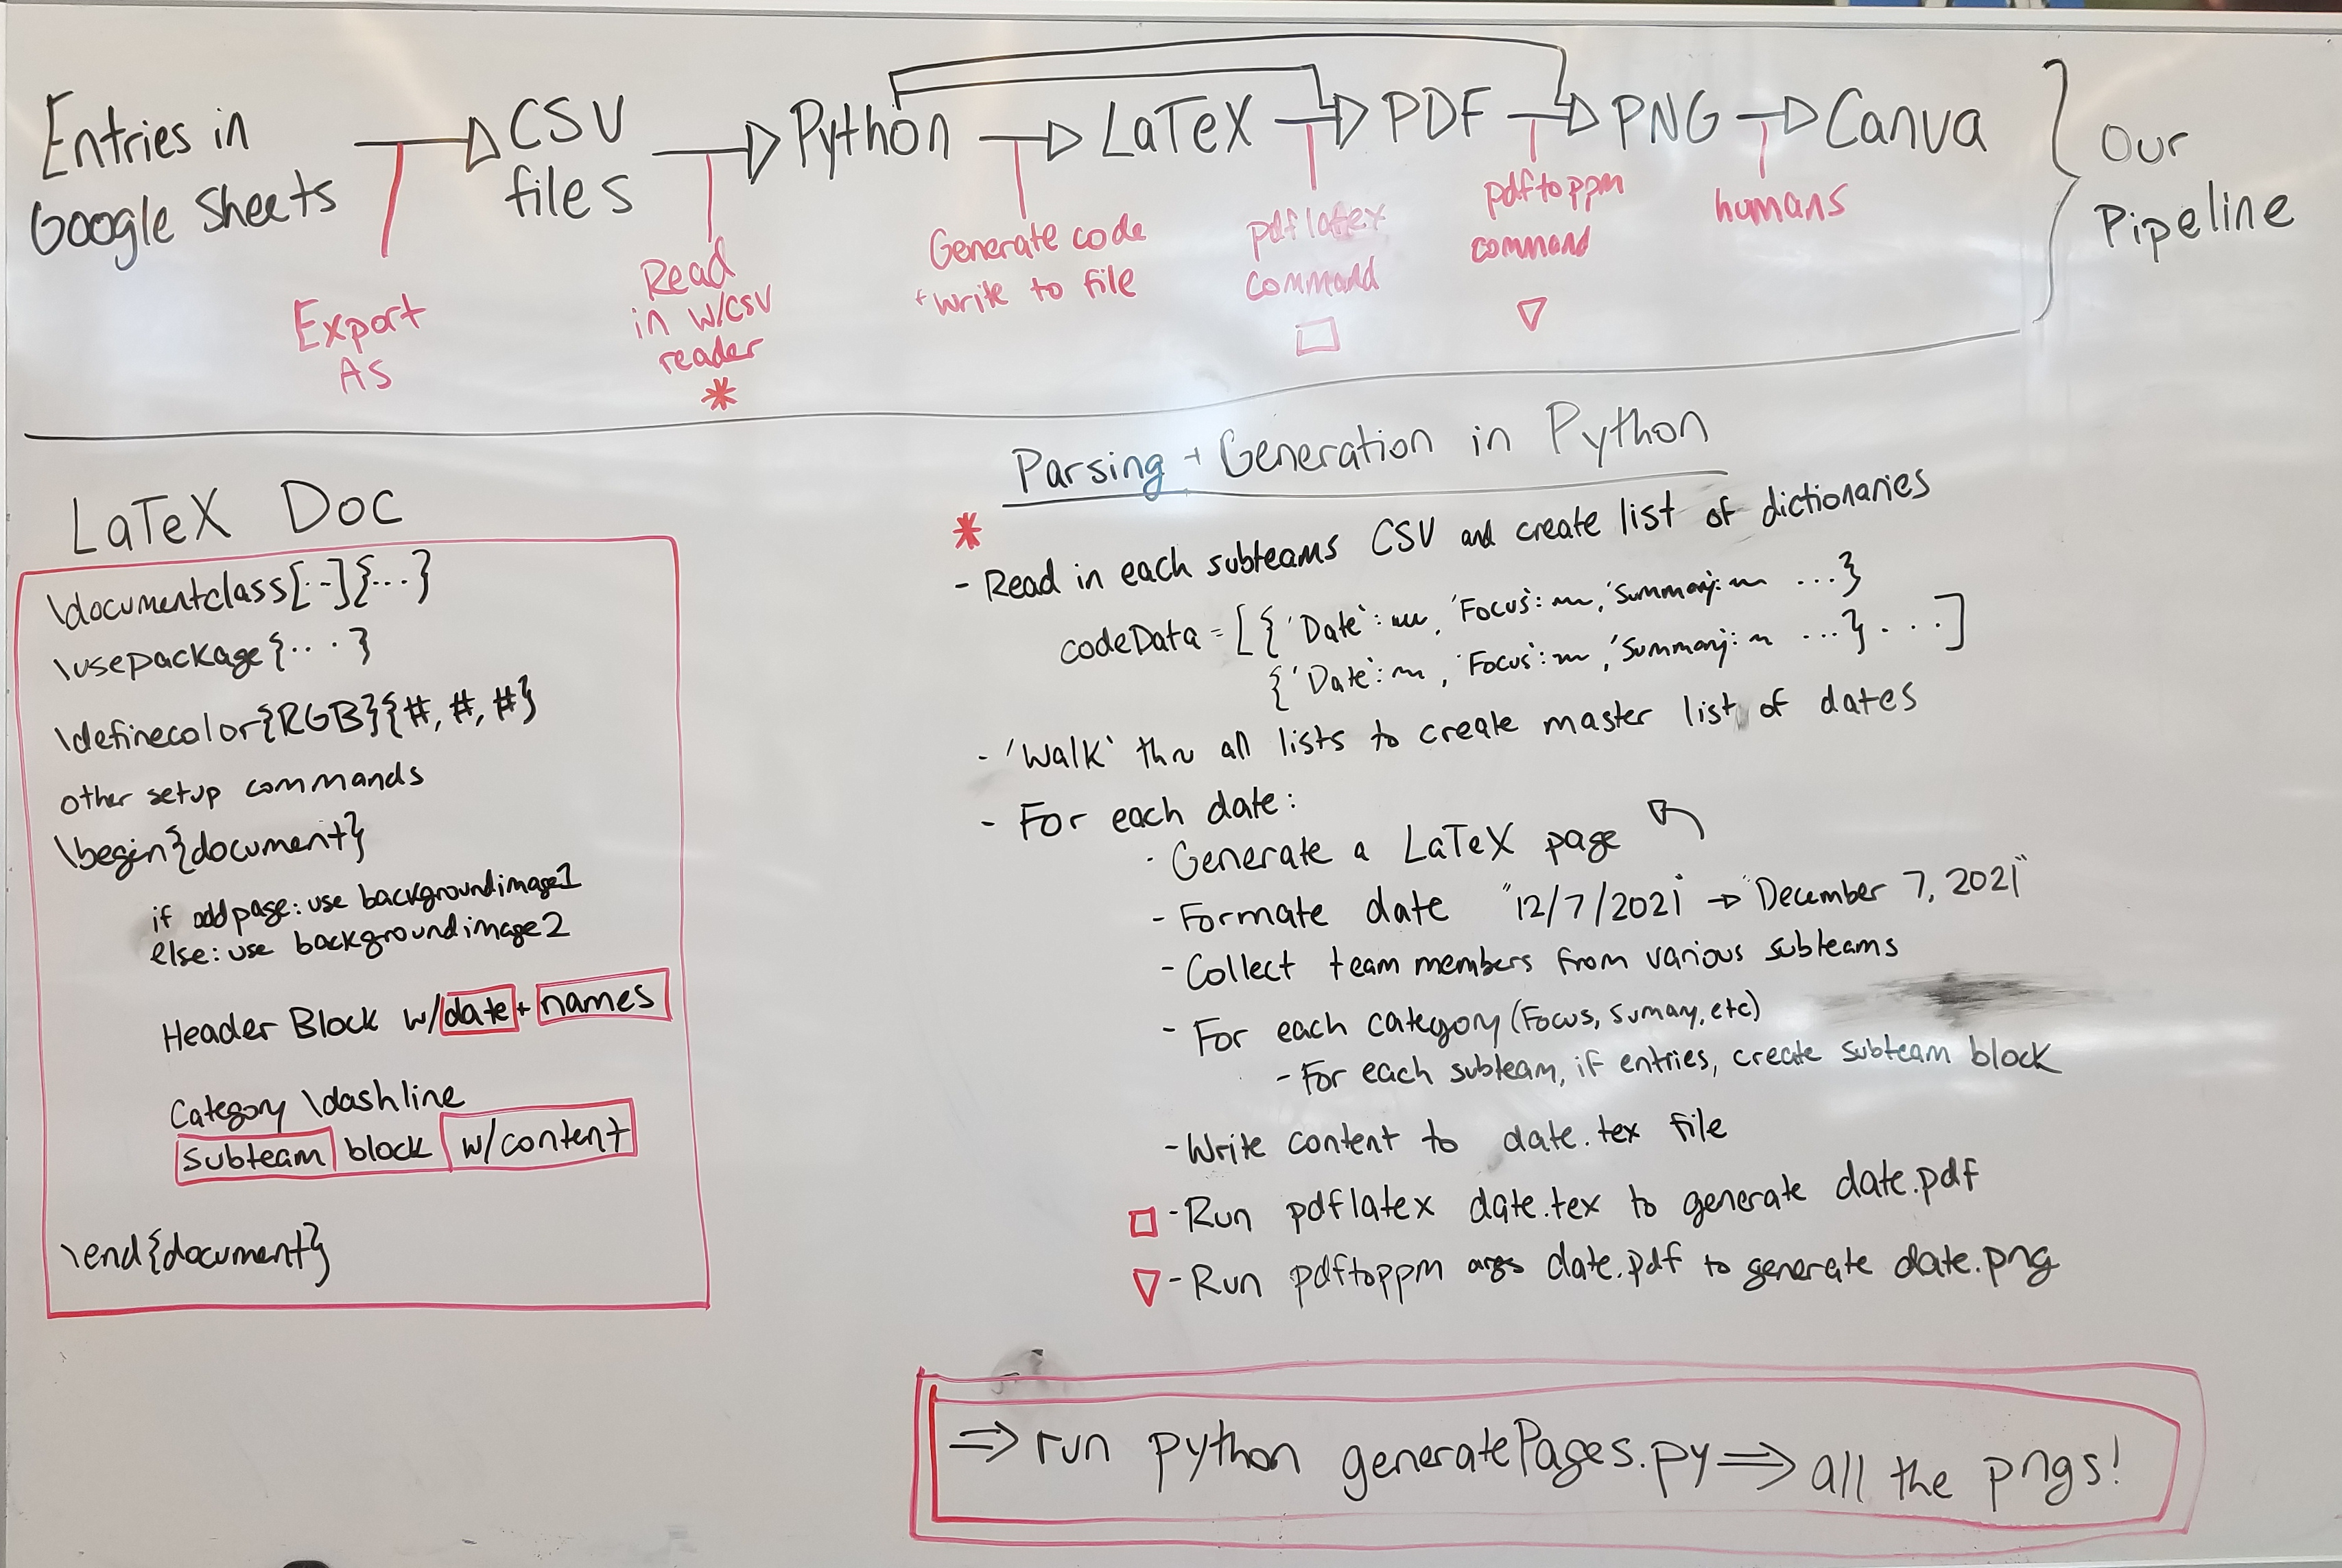 Entries in
Google Sheets
CSV
files
Python
LaTeX
PDF
PNG
Canva
Our
Pipeline
Export
As
Read
in w/CSV
reader
*
Generate code
+ write to file
pdflatex
command
pdftoppm
command
humans
LaTeX Doc
\documentclass[..]{...}
\usepackage{...}
\definecolor{RGB}{#, #, #}
other setup commands
\begin{document}
if odd page: use backgroundimage1
else: use backgroundimage2
Header Block w/ date + names
Category \dashline
subteam block w/content
\end{document}
Parsing + Generation in Python
*
- Read in each subteams CSV and create list of dictionaries
codeData = [{'Date': , 'Focus': , 'Summary: ...}
{'Date': , 'Focus': , 'Summary: ...} ...]
- 'Walk' thru all lists to create master list of dates
- For each date:
- Generate a LaTeX page
- Formate date "12/7/2021" → "December 7, 2021"
- Collect team members from various subteams
- For each category (Focus, Sumary, etc)
- For each subteam, if entries, create subteam block
- Write content to date.tex file
- Run pdflatex date.tex to generate date.pdf
- Run pdftoppm args date.pdf to generate date.png
⇒ run python generatePages.py ⇒ all the pngs!